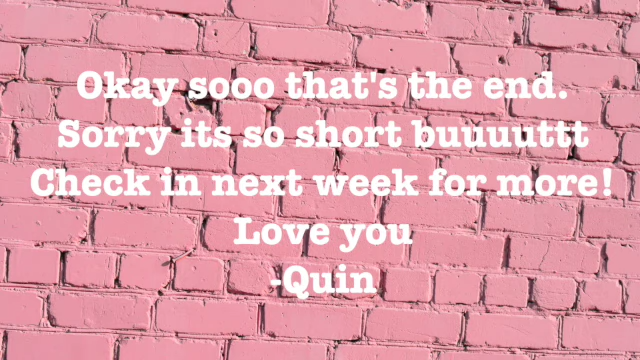 Okay sooo that's the end.
Sorry its so short buuuuttt
Check in next week for more!
Love you
-Quin